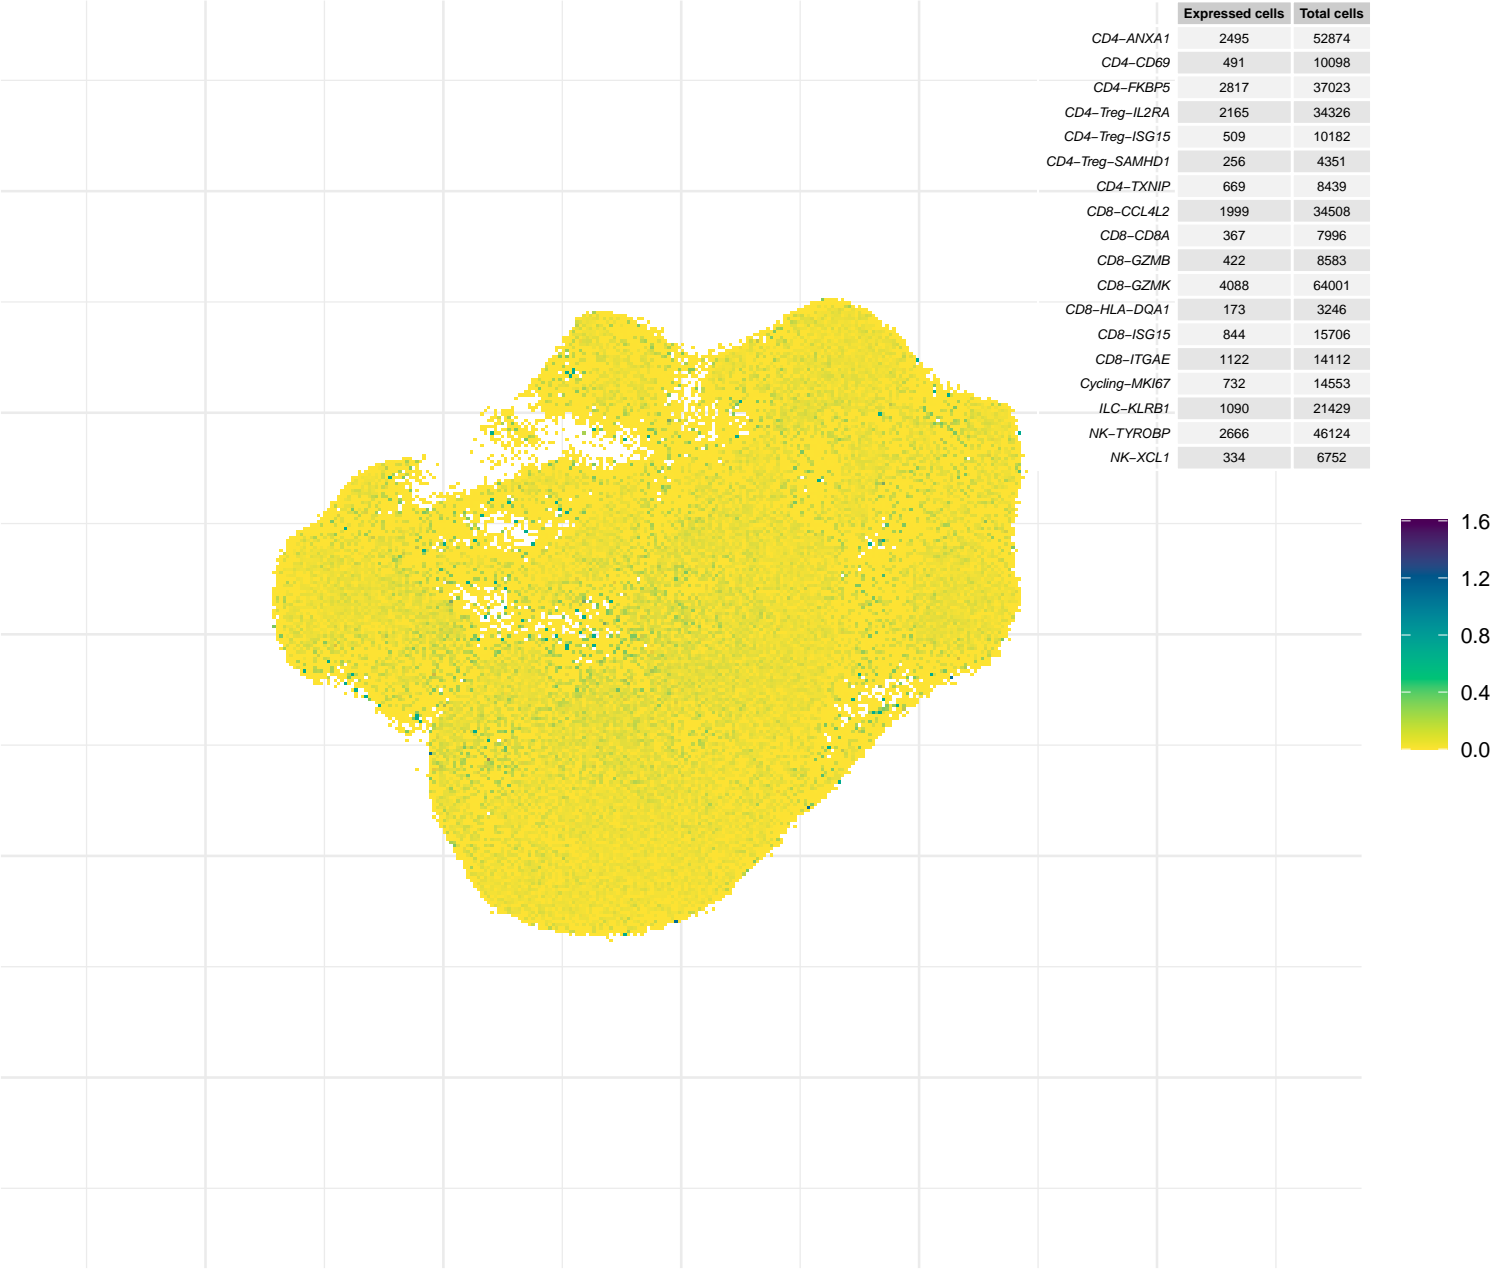 Expressed cells Total cells
CD4−ANXA1 2495 52874
CD4−CD69 491 10098
CD4−FKBP5 2817 37023
CD4−Treg−IL2RA 2165 34326
CD4−Treg−ISG15 509 10182
CD4−Treg−SAMHD1 256 4351
CD4−TXNIP 669 8439
CD8−CCL4L2 1999 34508
CD8−CD8A 367 7996
CD8−GZMB 422 8583
CD8−GZMK 4088 64001
CD8−HLA−DQA1 173 3246
CD8−ISG15 844 15706
CD8−ITGAE 1122 14112
Cycling−MKI67 732 14553
ILC−KLRB1 1090 21429
NK−TYROBP 2666 46124
NK−XCL1 334 6752
1.6
1.2
0.8
0.4
0.0